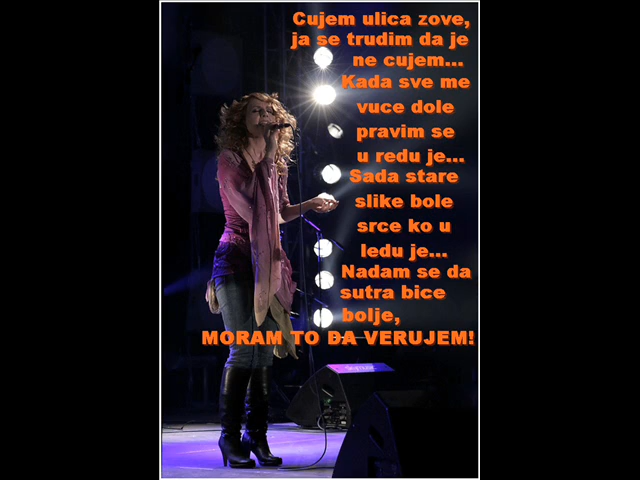 Cujem ulica zove,
ja se trudim da je
ne cujem...
Kada sve me
vuce dole
pravim se
u redu je...
Sada stare
slike bole
srce ko u
ledu je...
Nadam se da
sutra bice
bolje,
MORAM TO DA VERUJEM!